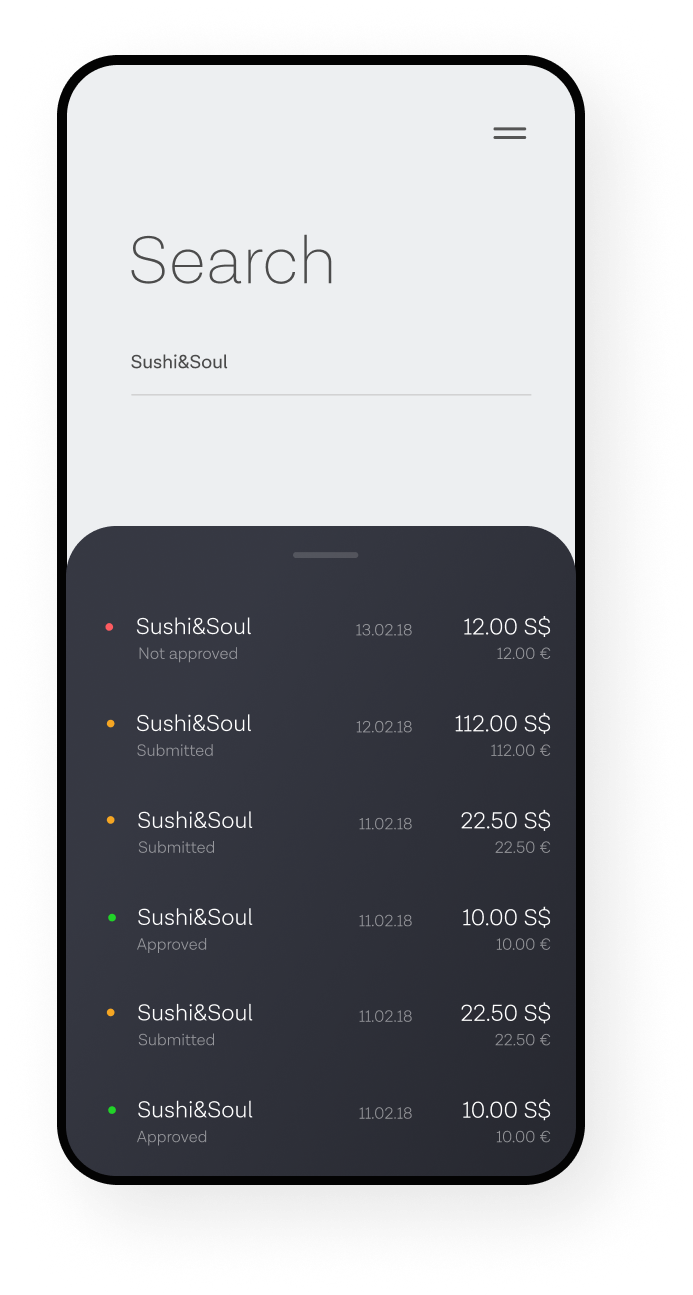 Search
Sushi&Soul
Sushi&Soul 13.02.18 12.00 S$
Not approved 12.00 €
Sushi&Soul 12.02.18 112.00 S$
Submitted 112.00 €
Sushi&Soul 11.02.18 22.50 S$
Submitted 22.50 €
Sushi&Soul 11.02.18 10.00 S$
Approved 10.00 €
Sushi&Soul 11.02.18 22.50 S$
Submitted 22.50 €
Sushi&Soul 11.02.18 10.00 S$
Approved 10.00 €